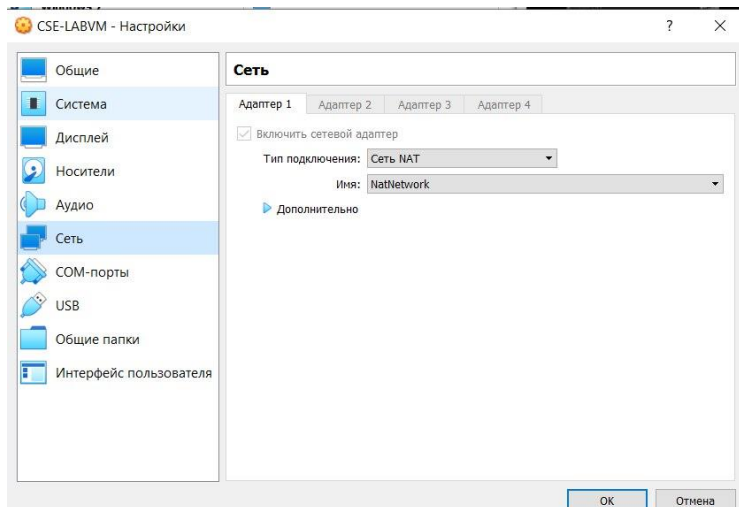 CSE-LABVM - Настройки
?
Общие
Система
Дисплей
Носители
Аудио
Сеть
COM-порты
USB
Общие папки
Интерфейс пользователя
Сеть
Адаптер 1 Адаптер 2 Адаптер 3 Адаптер 4
Включить сетевой адаптер
Тип подключения: Сеть NAT
Имя: NatNetwork
Дополнительно
ОК Отмена